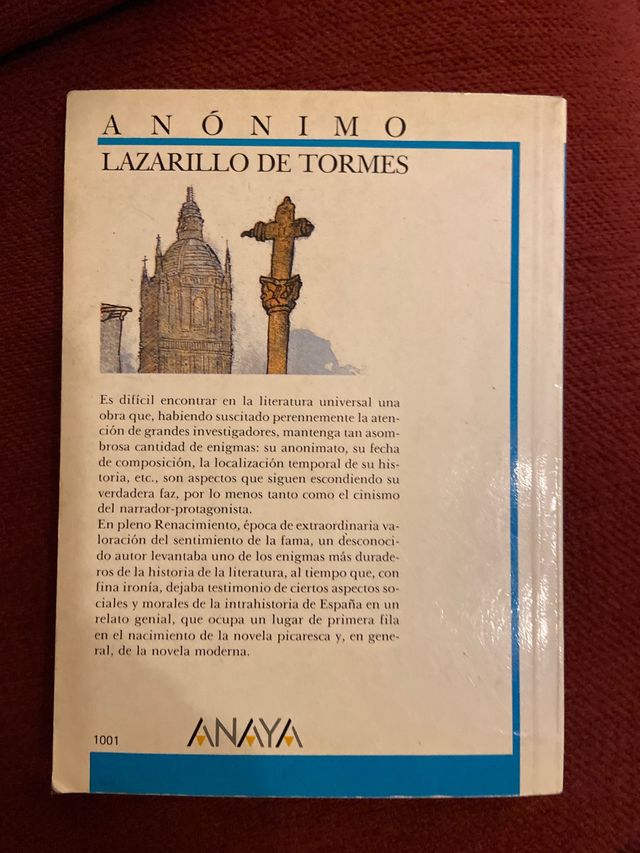 ANÓNIMO
LAZARILLO DE TORMES
Es difícil encontrar en la literatura universal una
obra que, habiendo suscitado perennemente la aten-
ción de grandes investigadores, mantenga tan asom-
brosa cantidad de enigmas: su anonimato, su fecha
de composición, la localización temporal de su his-
toria, etc., son aspectos que siguen escondiendo su
verdadera faz, por lo menos tanto como el cinismo
del narrador-protagonista.
En pleno Renacimiento, época de extraordinaria va-
loración del sentimiento de la fama, un desconoci-
do autor levantaba uno de los enigmas más durade-
ros de la historia de la literatura, al tiempo que, con
fina ironía, dejaba testimonio de ciertos aspectos so-
ciales y morales de la intrahistoria de España en un
relato genial, que ocupa un lugar de primera fila
en el nacimiento de la novela picaresca y, en gene-
ral, de la novela moderna.
1001 ANAYA